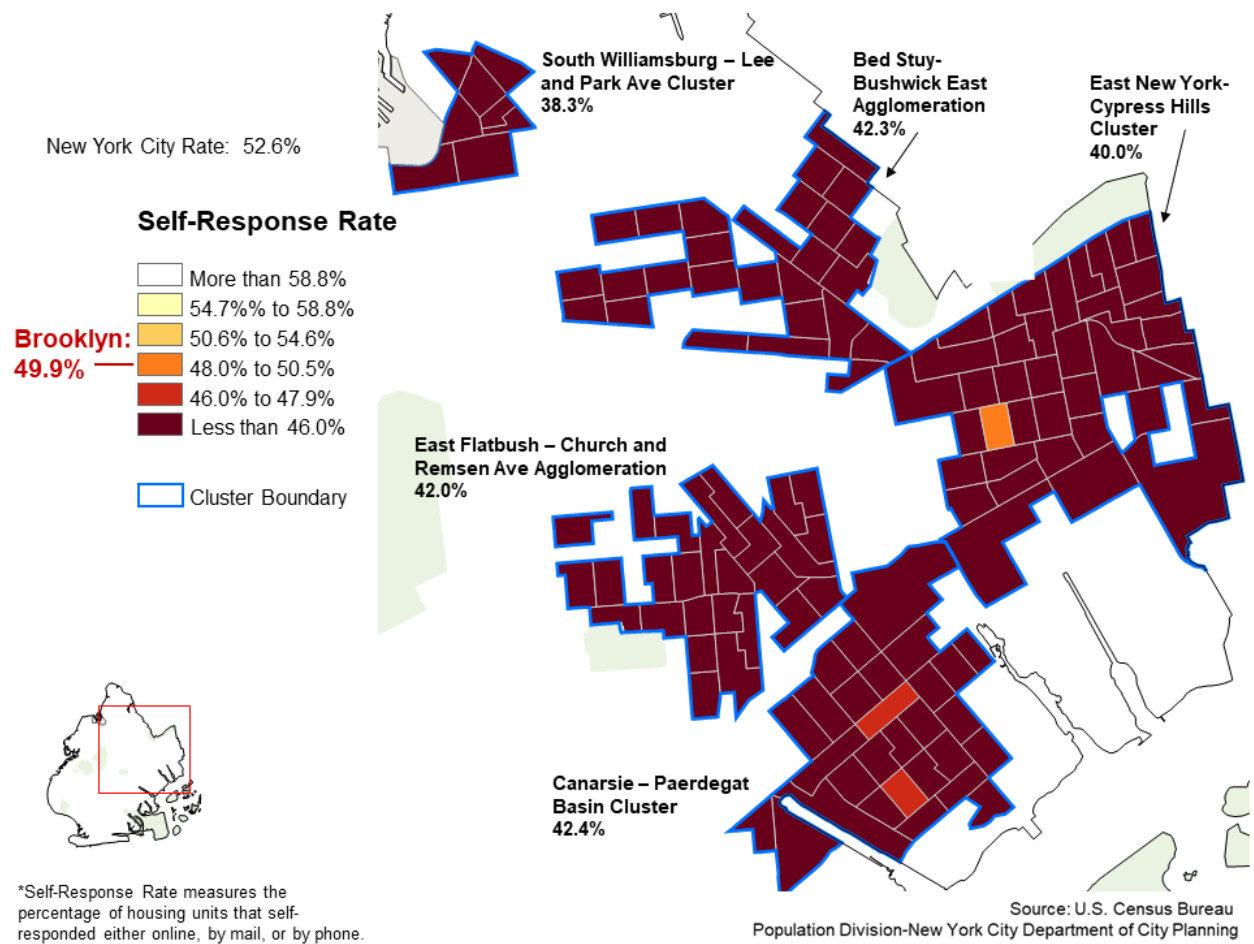 South Williamsburg – Lee
and Park Ave Cluster
38.3%
Bed Stuy-
Bushwick East
Agglomeration
42.3%
East New York-
Cypress Hills
Cluster
40.0%
New York City Rate: 52.6%
Self-Response Rate
More than 58.8%
54.7%% to 58.8%
50.6% to 54.6%
48.0% to 50.5%
46.0% to 47.9%
Less than 46.0%
Cluster Boundary
Brooklyn:
49.9%
East Flatbush – Church and
Remsen Ave Agglomeration
42.0%
Canarsie – Paerdegat
Basin Cluster
42.4%
*Self-Response Rate measures the
percentage of housing units that self-
responded either online, by mail, or by phone.
Source: U.S. Census Bureau
Population Division-New York City Department of City Planning